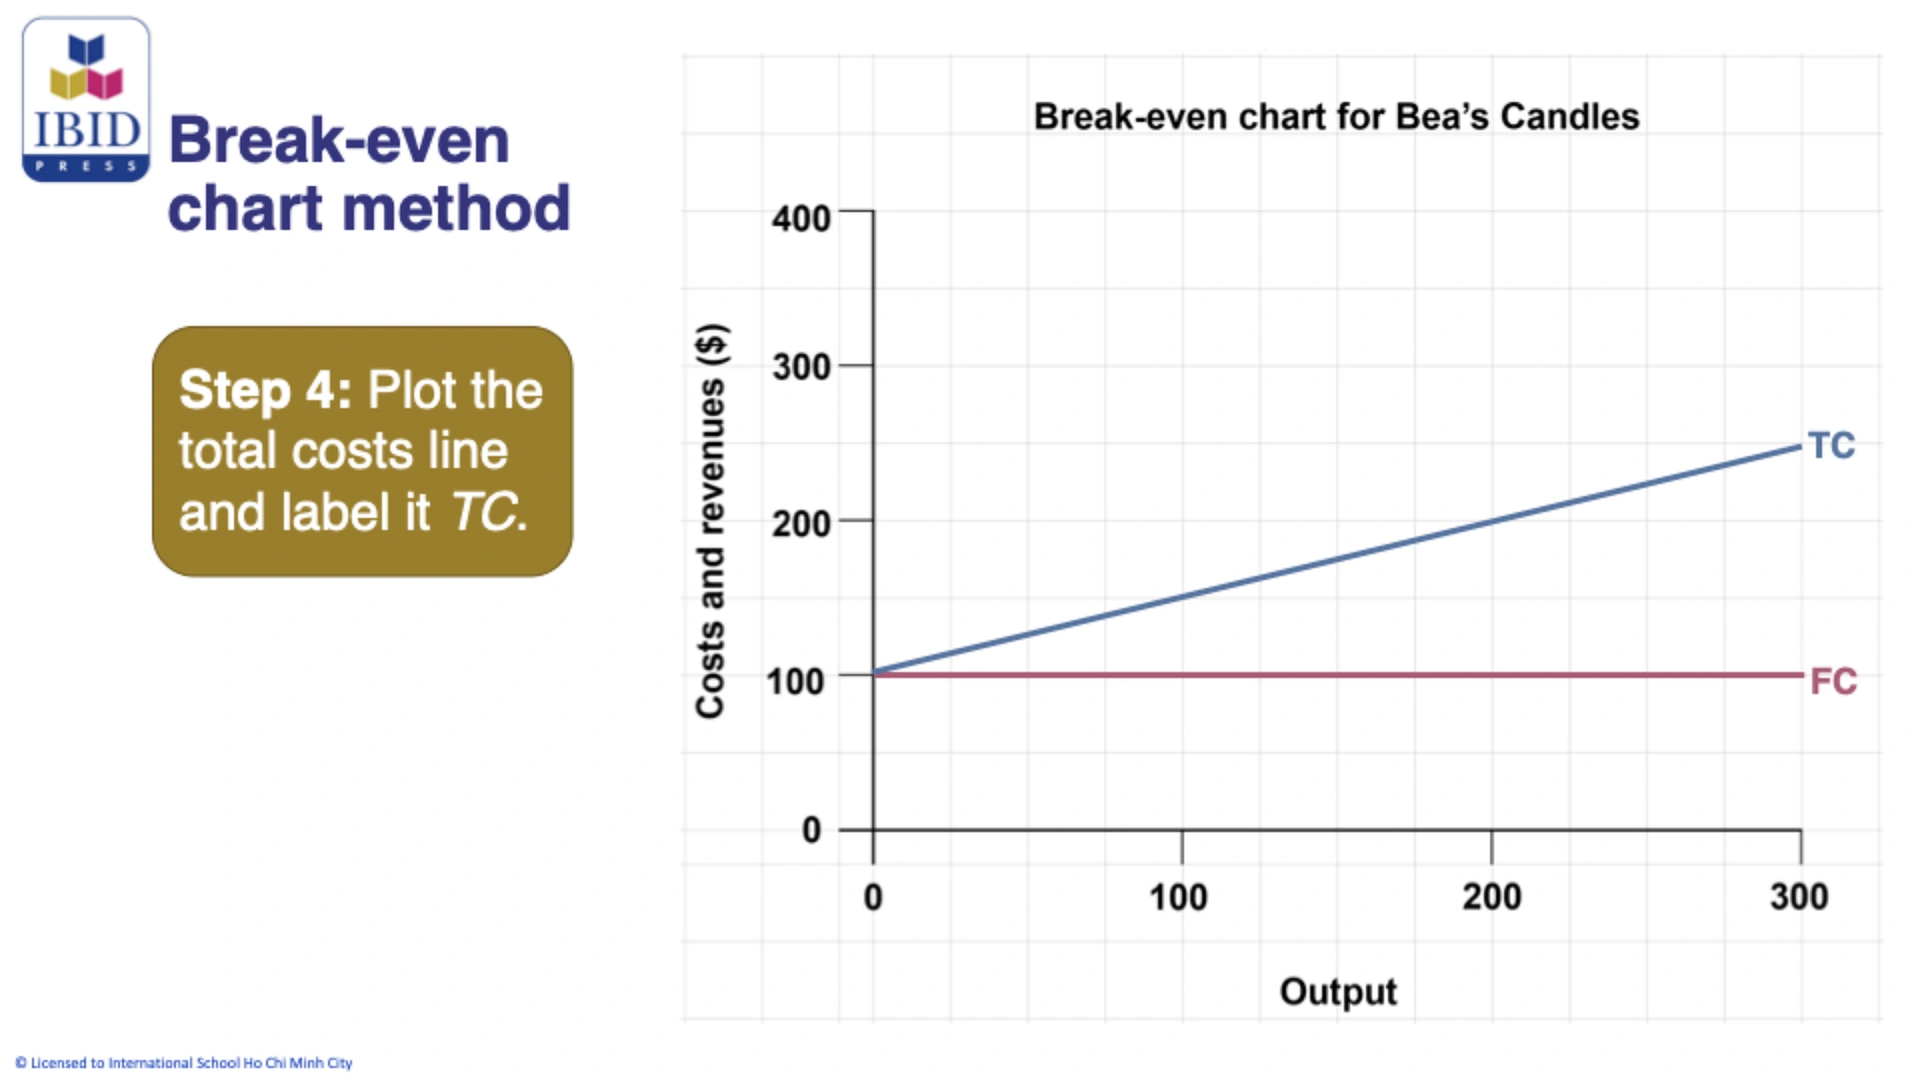 IBID
PRESS
Break-even
chart method
Step 4: Plot the
total costs line
and label it TC.
Break-even chart for Bea's Candles
Costs and revenues ($)
400
300
200
100
0
TC
FC
0 100 200 300
Output
© Licensed to International School Ho Chi Minh City